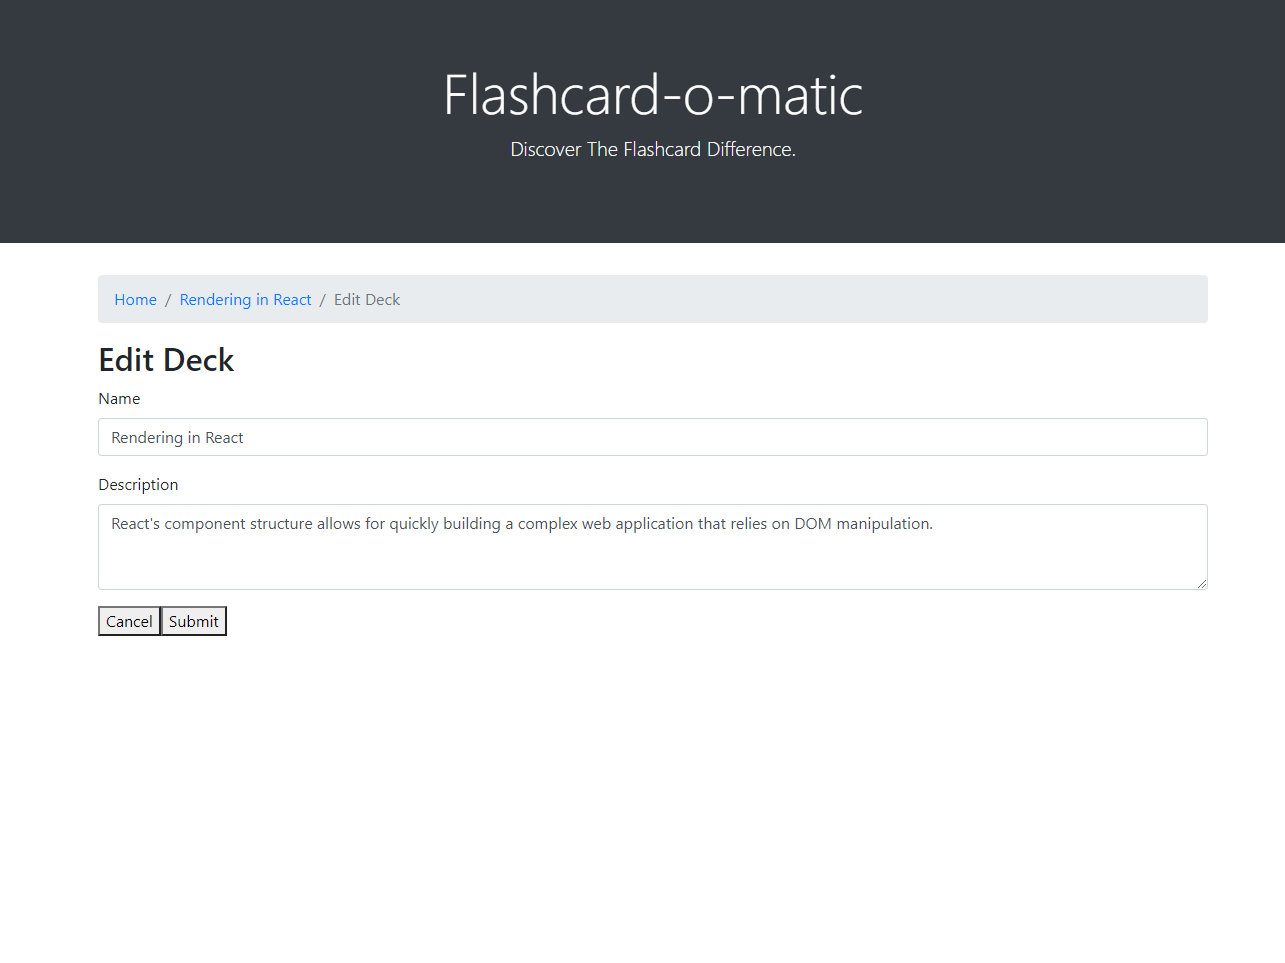 Flashcard-o-matic
Discover The Flashcard Difference.
Home / Rendering in React / Edit Deck
Edit Deck
Name
Rendering in React
Description
React's component structure allows for quickly building a complex web application that relies on DOM manipulation.
Cancel Submit